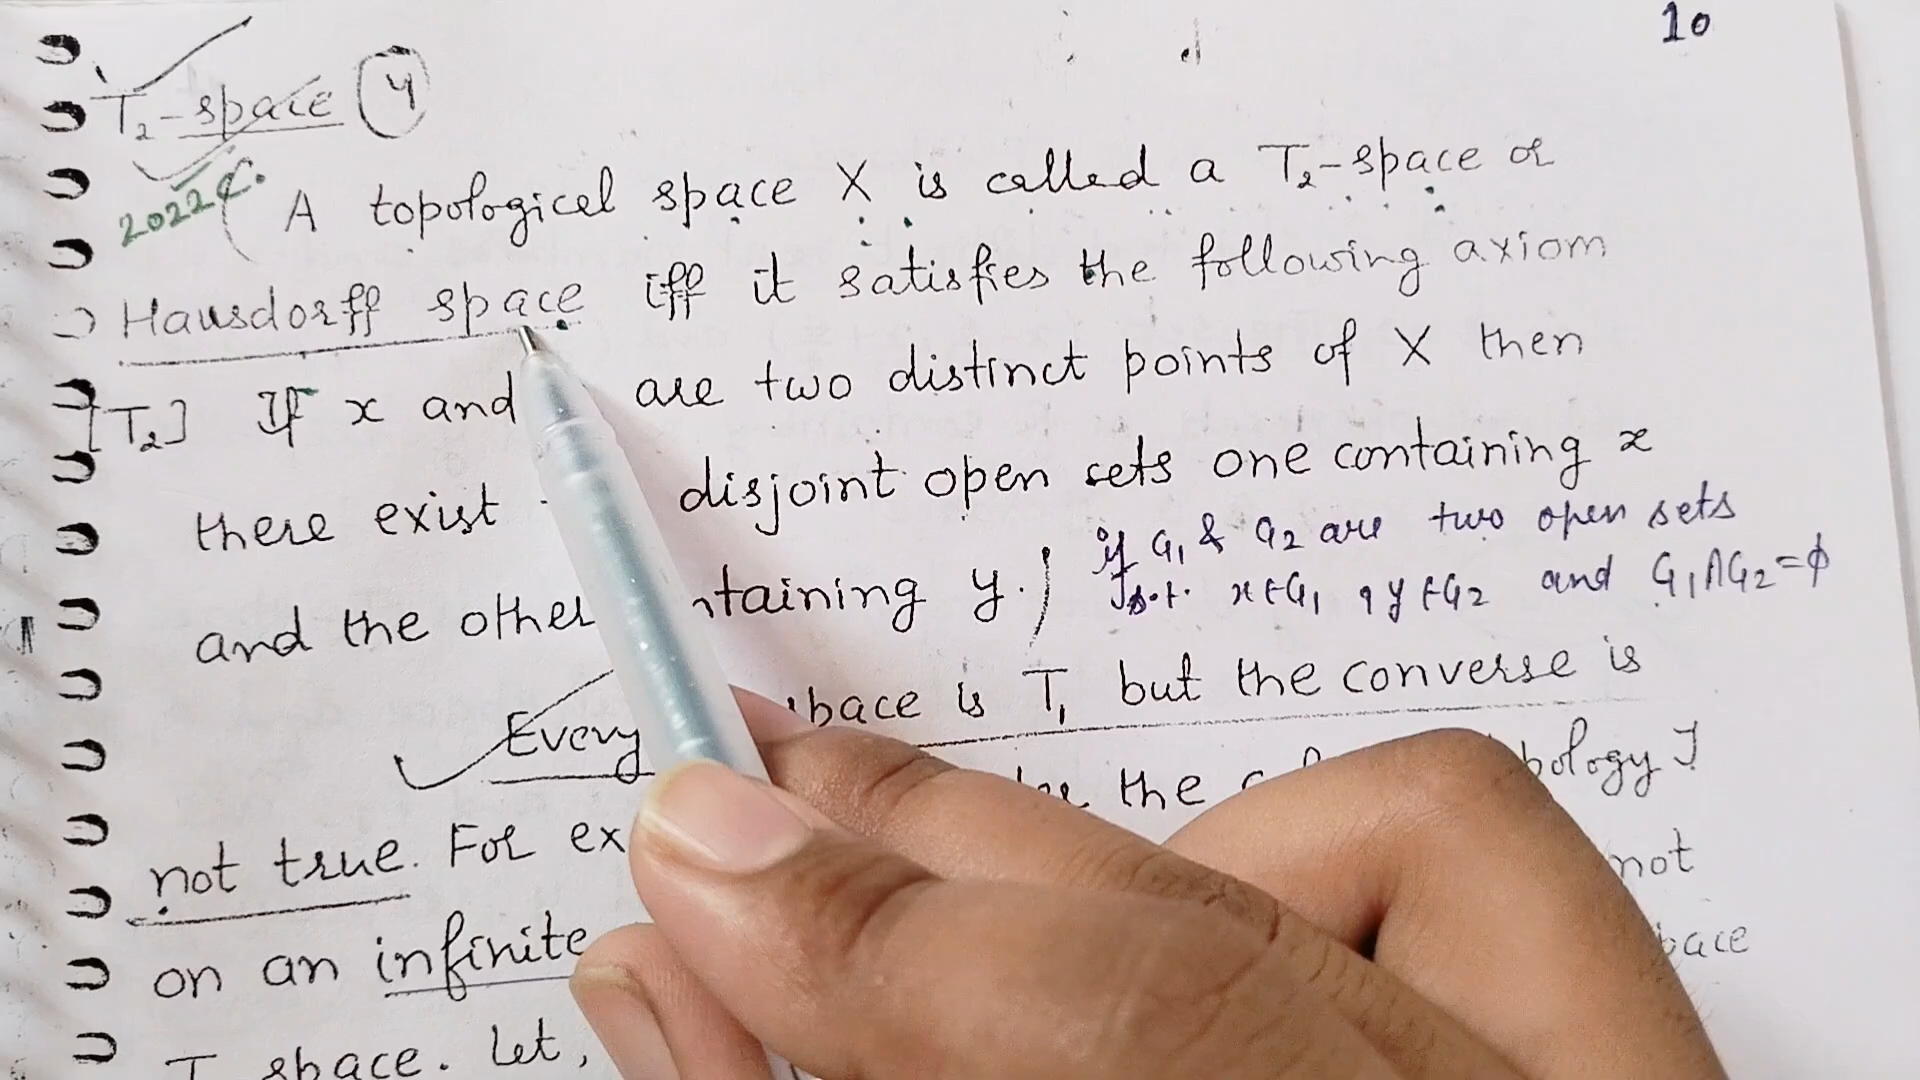 10
T₂-space 4
2022
A topological space X is called a T₂-space or
Hausdorff space iff it satisfies the following axiom
[T₂] If x and are two distinct points of X then
there exist disjoint open sets one containing x
if G₁ & G₂ are two open sets
and the other ntaining y.) s.t. x∈G₁, y∈G₂ and G₁∩G₂=ϕ
Every space is T₁ but the converse is
the pology
not true. For ex not
on an infinite pace
T space. Let,